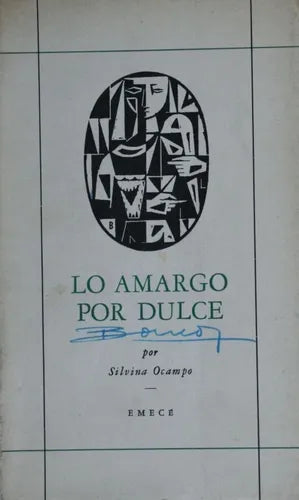 LO AMARGO
POR DULCE
por
Silvina Ocampo
EMECÉ